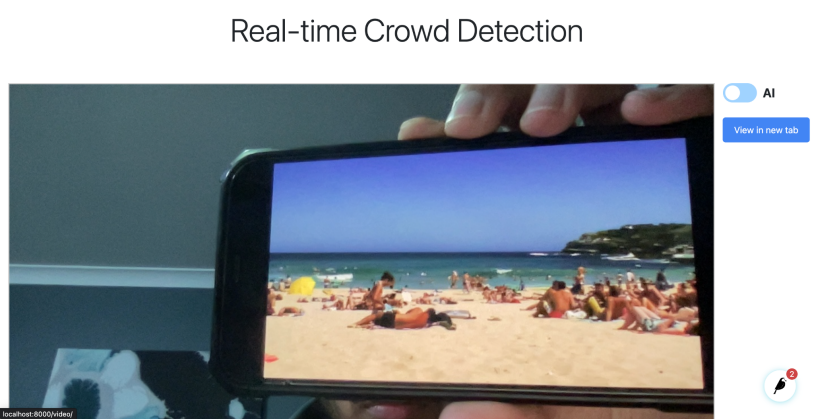 Real-time Crowd Detection
AI
View in new tab
2
localhost:8000/video/